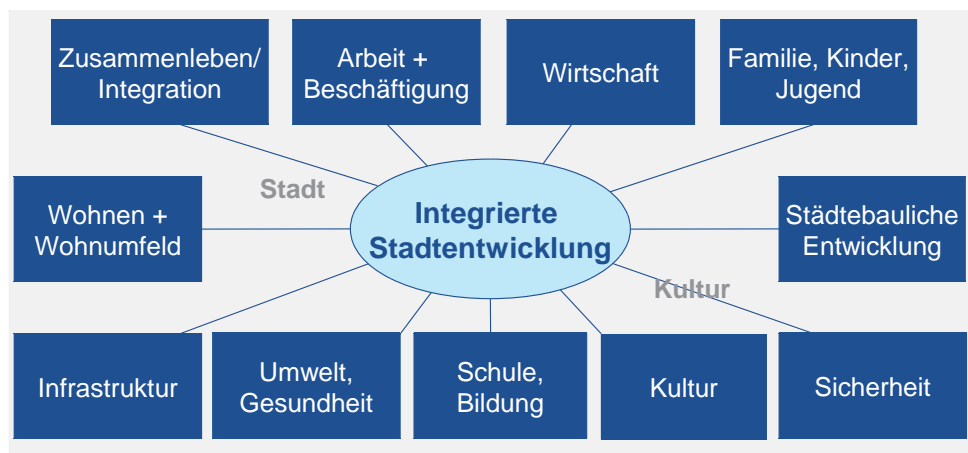 Zusammenleben/
Integration
Arbeit +
Beschäftigung
Wirtschaft
Familie, Kinder,
Jugend
Stadt
Wohnen +
Wohnumfeld
Integrierte
Stadtentwicklung
Städtebauliche
Entwicklung
Kultur
Infrastruktur
Umwelt,
Gesundheit
Schule,
Bildung
Kultur
Sicherheit